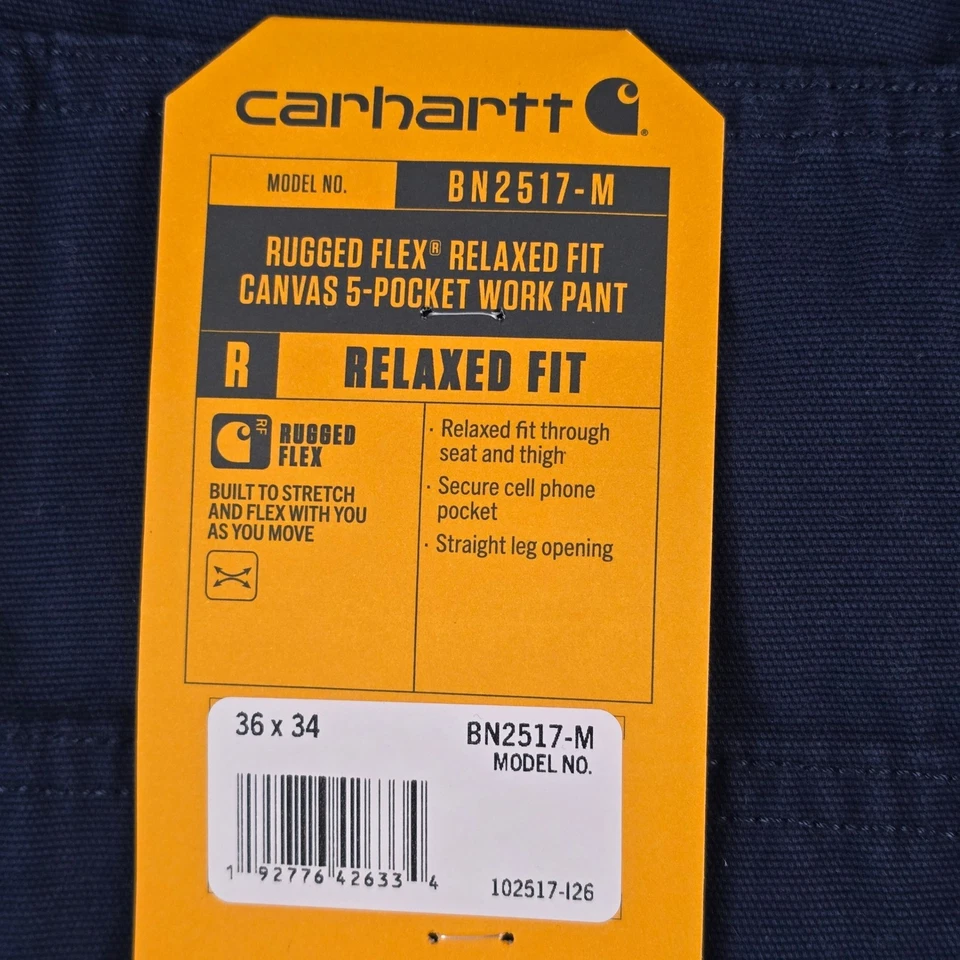 carhartt
MODEL NO.
BN2517-M
RUGGED FLEX® RELAXED FIT
CANVAS 5-POCKET WORK PANT
R
RELAXED FIT
RF
RUGGED
FLEX
BUILT TO STRETCH
AND FLEX WITH YOU
AS YOU MOVE
· Relaxed fit through
seat and thigh
· Secure cell phone
pocket
· Straight leg opening
36 x 34
BN2517-M
MODEL NO.
1 92776 42633 4
102517-I26